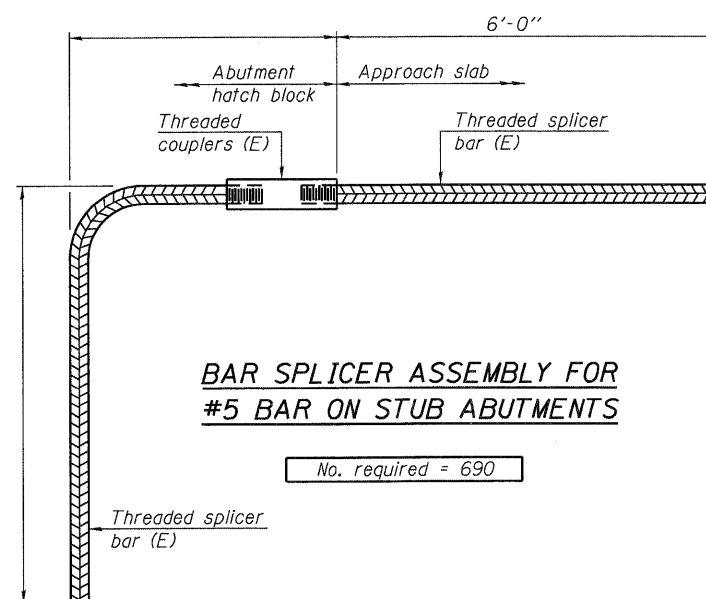 6'-0"
Abutment
hatch block
Approach slab
Threaded
couplers (E)
Threaded splicer
bar (E)
BAR SPLICER ASSEMBLY FOR
#5 BAR ON STUB ABUTMENTS
No. required = 690
Threaded splicer
bar (E)